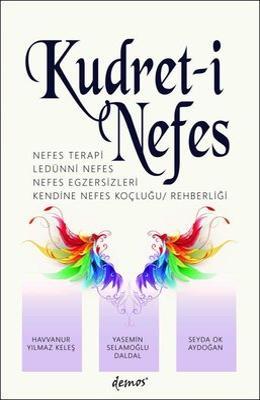 Kudret-i
Nefes
NEFES TERAPİ
LEDÜNNİ NEFES
NEFES EGZERSİZLERİ
KENDİNE NEFES KOÇLUĞU/ REHBERLİĞİ
HAVVANUR
YILMAZ KELEŞ
YASEMİN
SELAMOĞLU
DALDAL
SEYDA OK
AYDOĞAN
demos